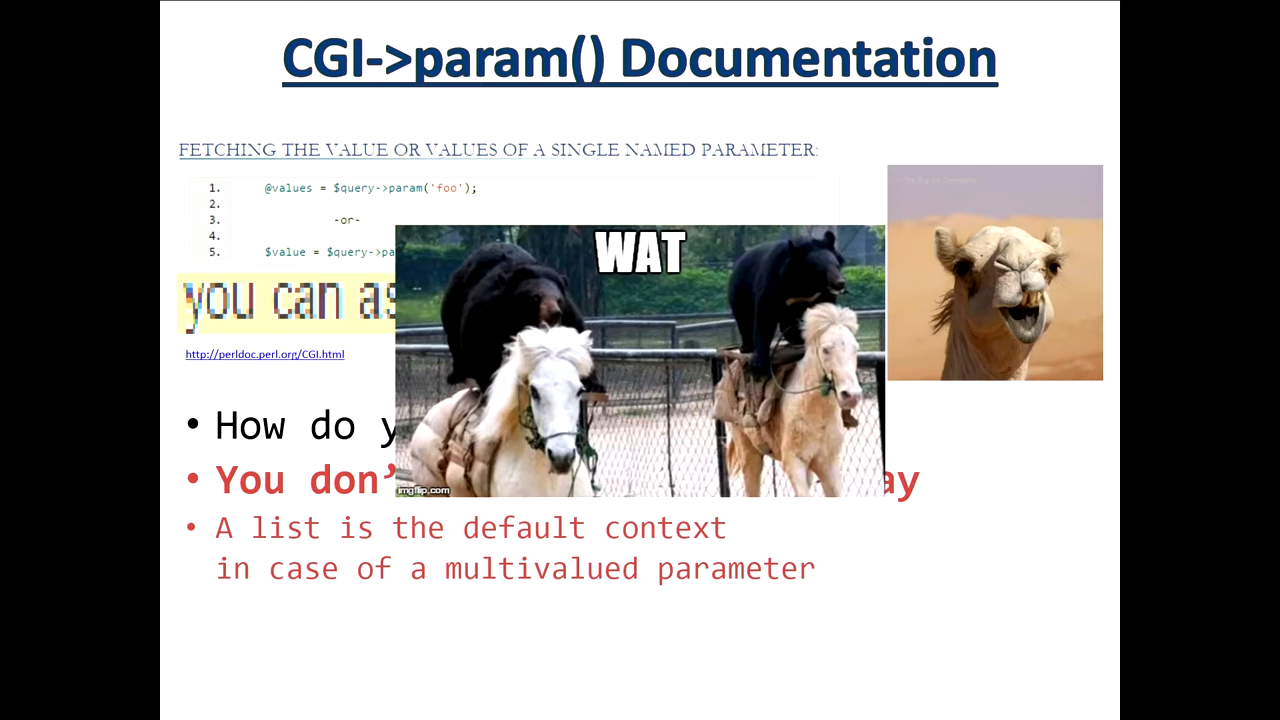 CGI->param() Documentation
FETCHING THE VALUE OR VALUES OF A SINGLE NAMED PARAMETER:
1. @values = $query->param('foo');
2.
3. -or-
4.
5. $value = $query->pa
WAT
you can as
http://perldoc.perl.org/CGI.html
• How do y
• You don’ ay
imgflip.com
• A list is the default context
in case of a multivalued parameter